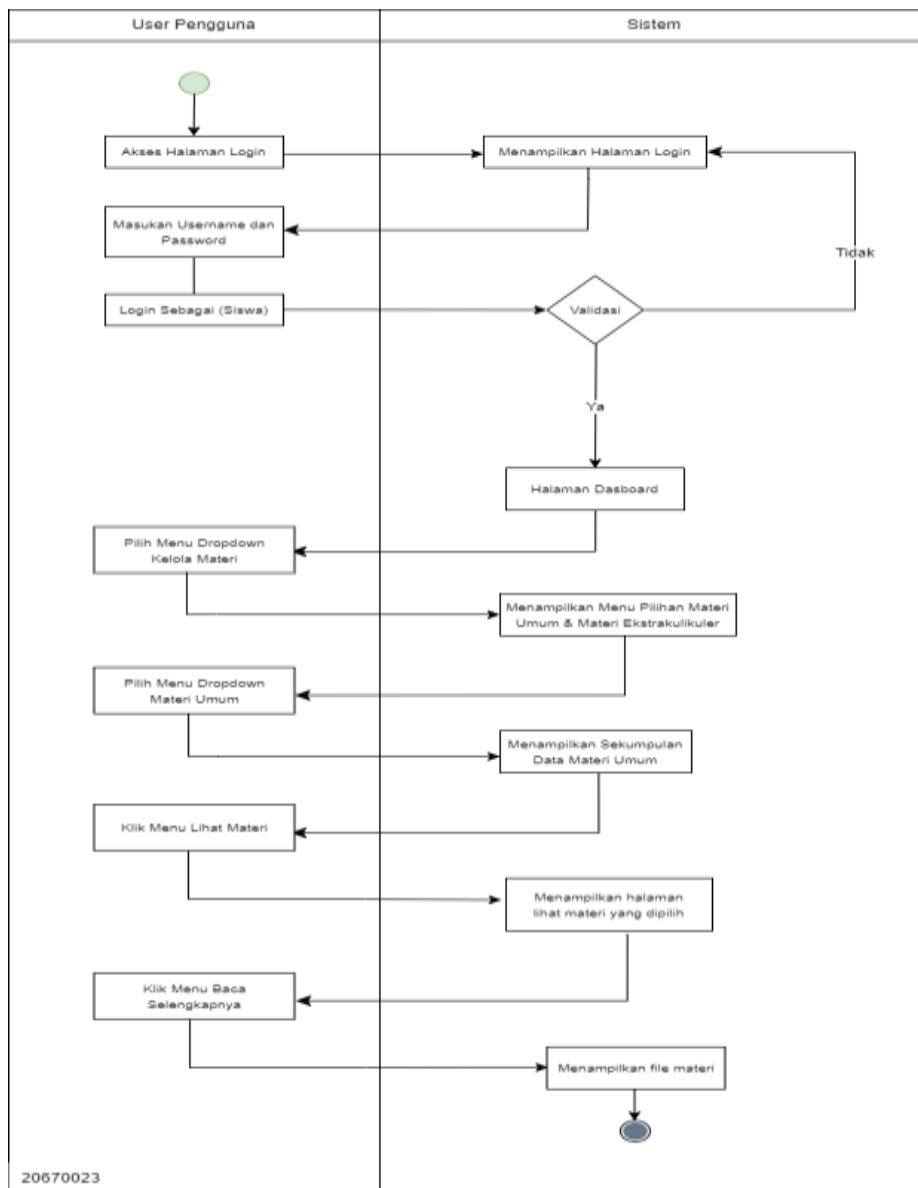 User Pengguna
Sistem
Akses Halaman Login
Menampilkan Halaman Login
Masukan Username dan
Password
Tidak
Login Sebagai (Siswa)
Validasi
Ya
Halaman Dasboard
Pilih Menu Dropdown
Kelola Materi
Menampilkan Menu Pilihan Materi
Umum & Materi Ekstrakulikuler
Pilih Menu Dropdown
Materi Umum
Menampilkan Sekumpulan
Data Materi Umum
Klik Menu Lihat Materi
Menampilkan halaman
lihat materi yang dipilih
Klik Menu Baca
Selengkapnya
Menampilkan file materi
20670023